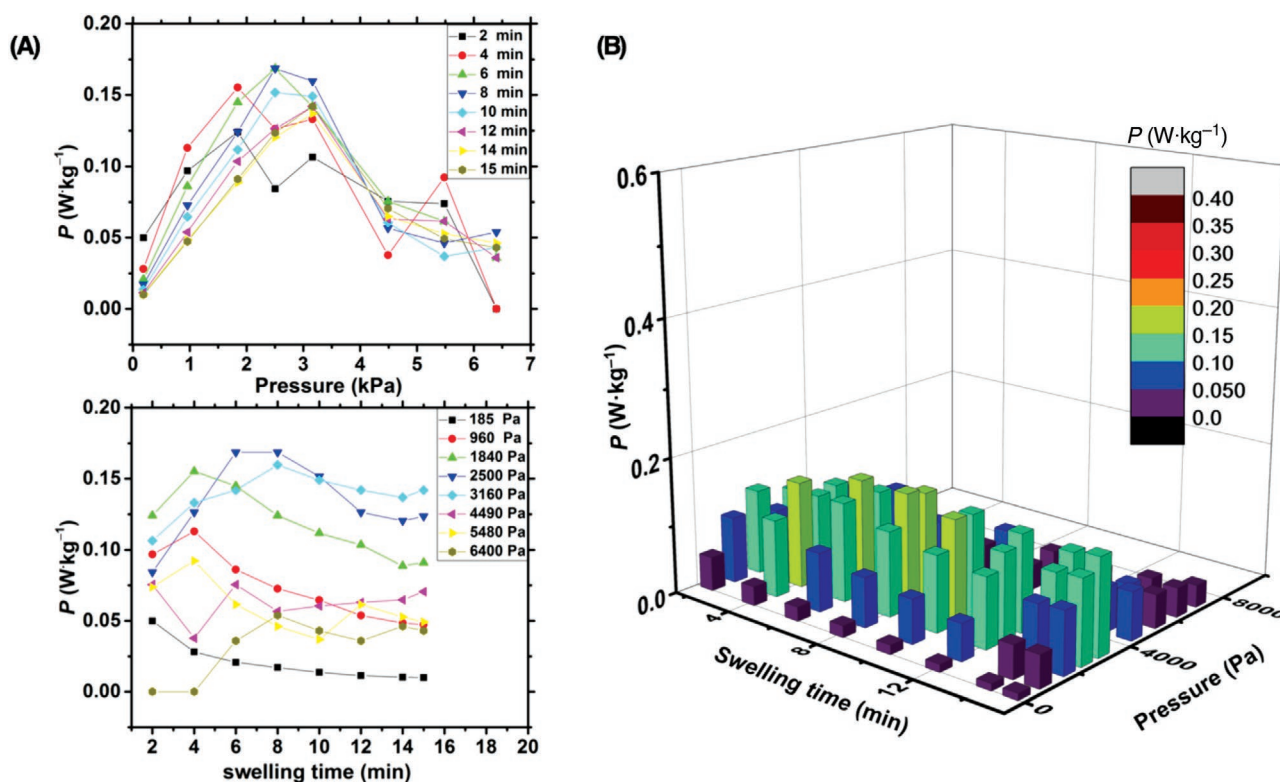 (A)
0.20
0.15
0.10
0.05
0.00
P (W·kg⁻¹)
2 min
4 min
6 min
8 min
10 min
12 min
14 min
15 min
0 1 2 3 4 5 6 7
Pressure (kPa)
0.20
0.15
0.10
0.05
0.00
P (W·kg⁻¹)
185 Pa
960 Pa
1840 Pa
2500 Pa
3160 Pa
4490 Pa
5480 Pa
6400 Pa
2 4 6 8 10 12 14 16 18 20
swelling time (min)
(B)
P (W·kg⁻¹)
0.40
0.35
0.30
0.25
0.20
0.15
0.10
0.050
0.0
0.6
0.4
0.2
0.0
P (W·kg⁻¹)
4
8
12
Swelling time (min)
0
4000
8000
Pressure (Pa)